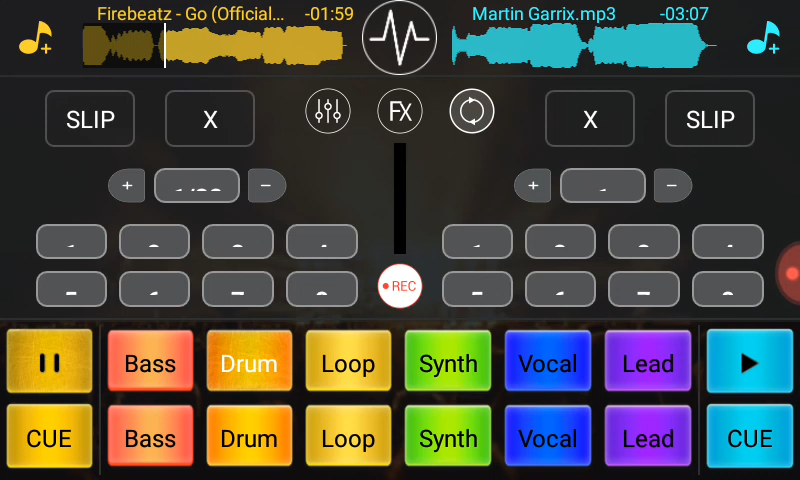 Firebeatz - Go (Official... -01:59
Martin Garrix.mp3 -03:07
SLIP X FX X SLIP
+ − + −
REC
Bass Drum Loop Synth Vocal Lead
CUE Bass Drum Loop Synth Vocal Lead CUE